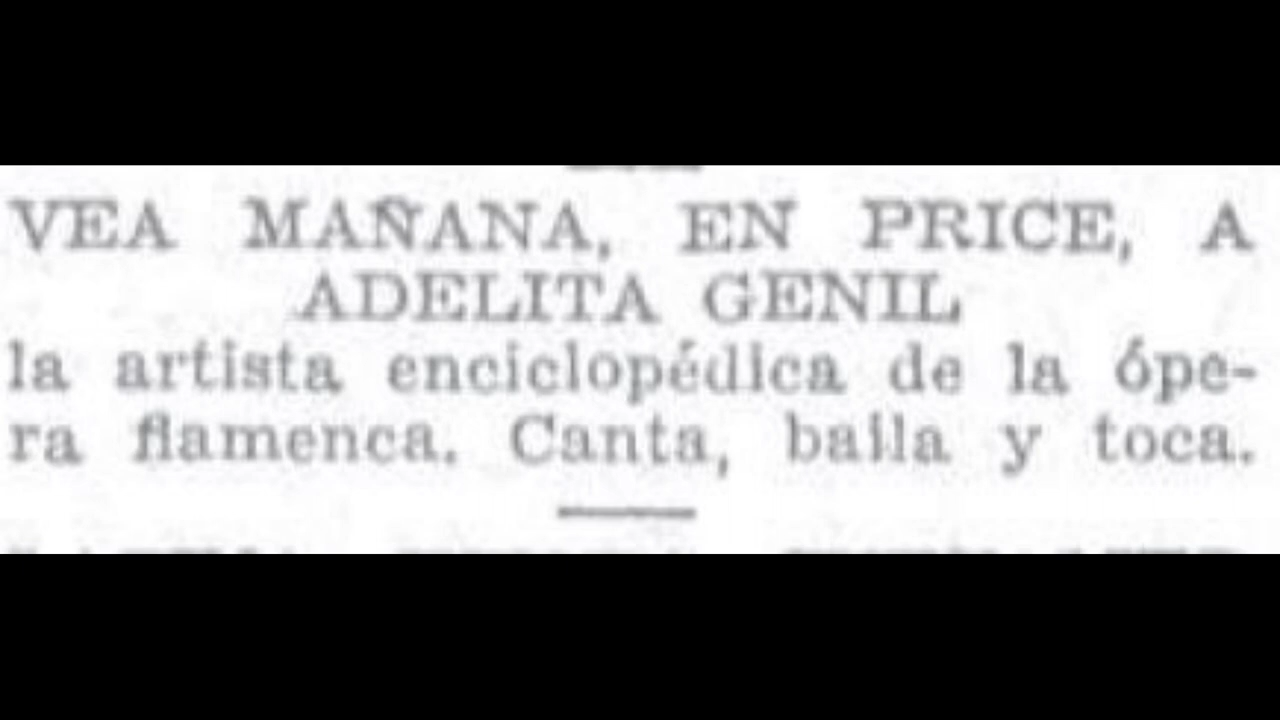 VEA MAÑANA, EN PRICE, A
ADELITA GENIL
la artista enciclopédica de la ópe-
ra flamenca. Canta, baila y toca.